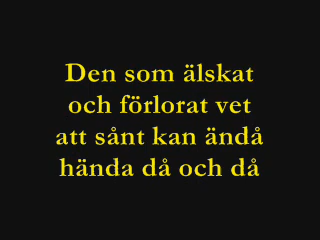 Den som älskat
och förlorat vet
att sånt kan ändå
hända då och då